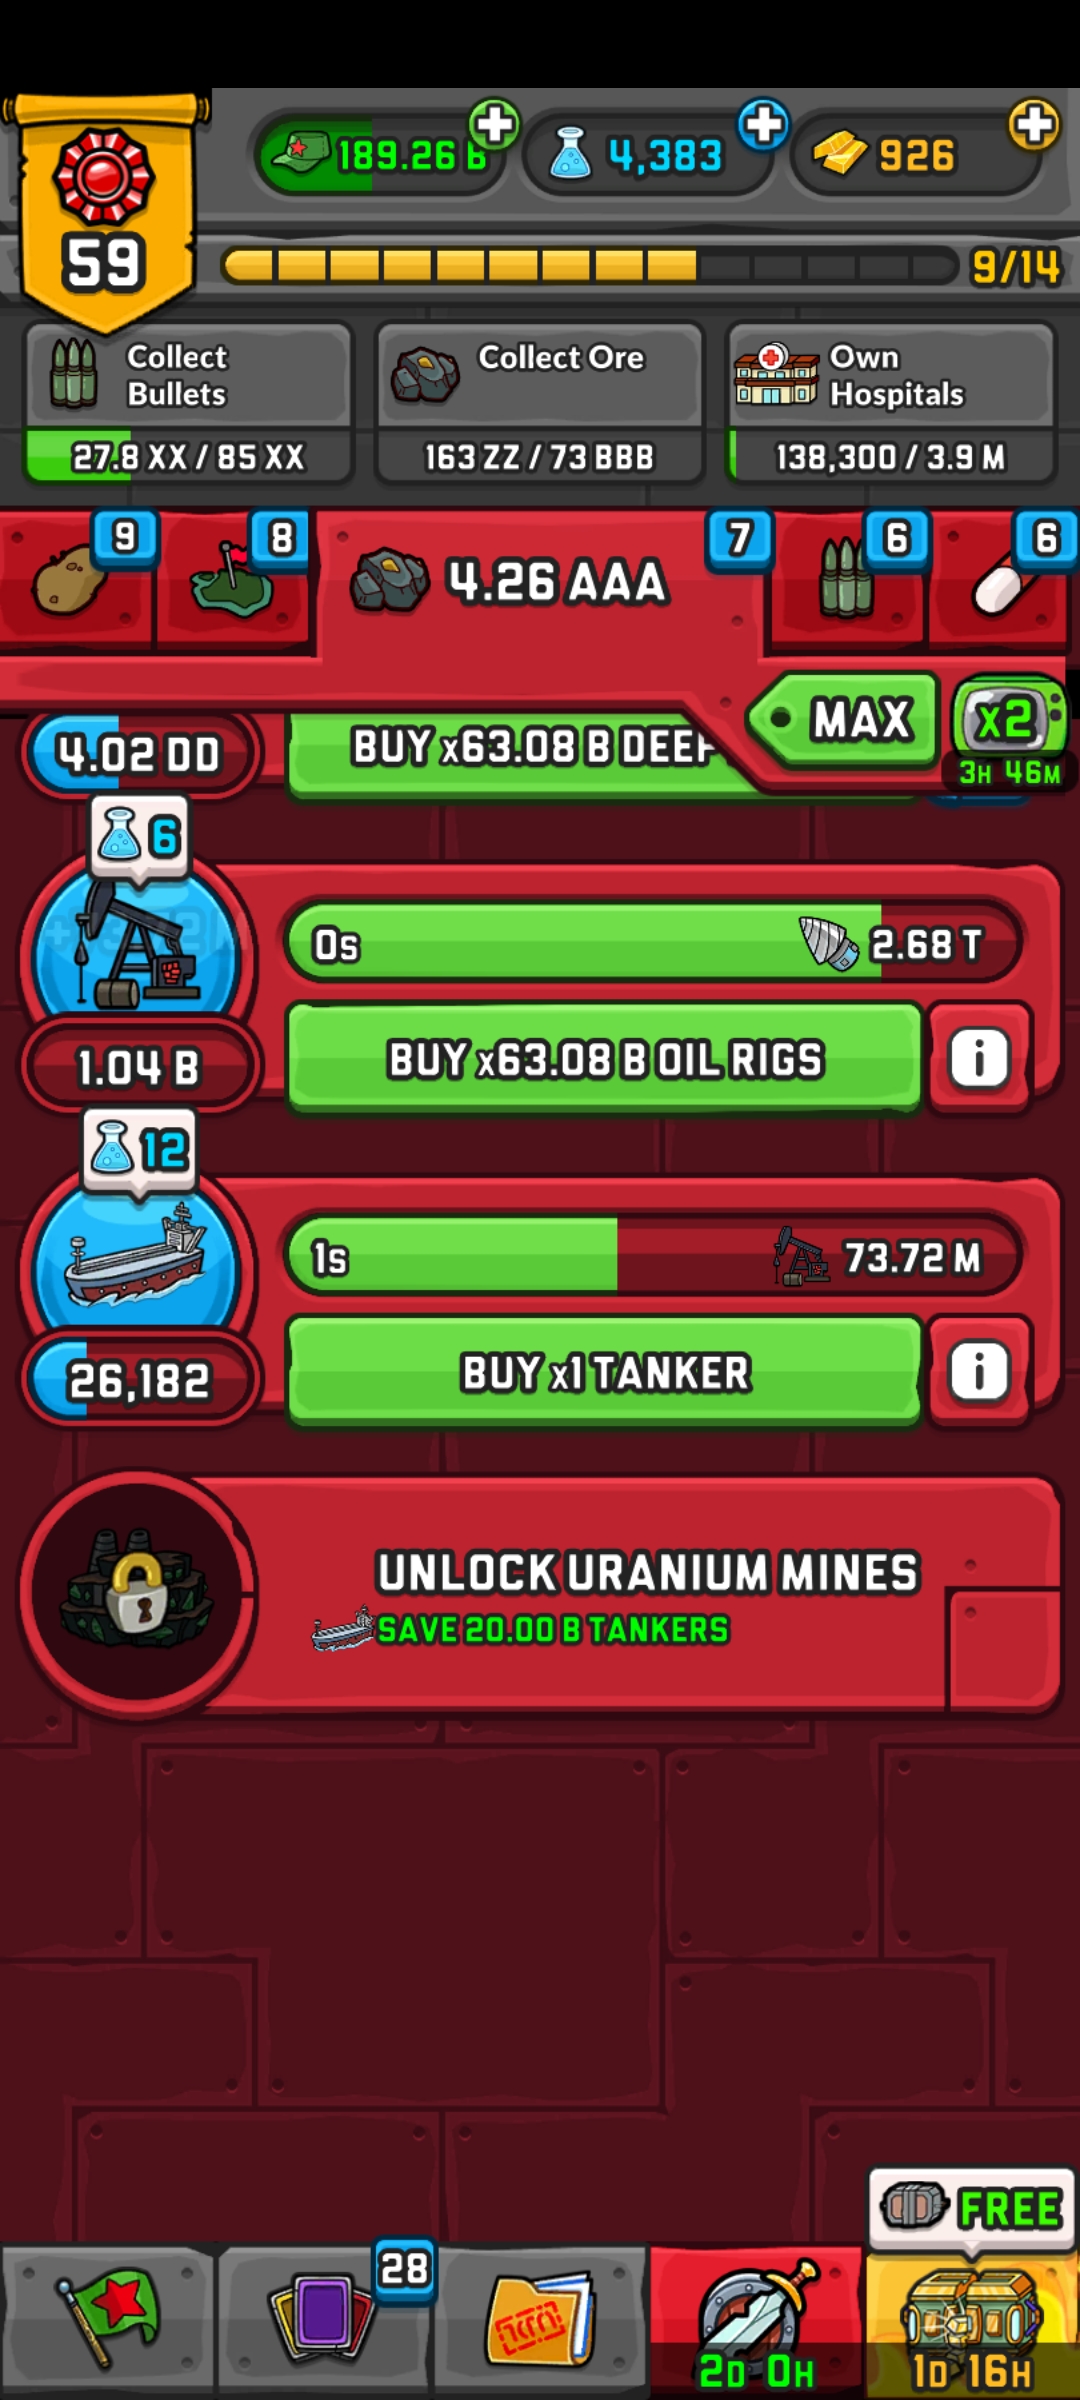 59
189.26 B
4,383
926
9/14
Collect
Bullets
27.8 XX / 85 XX
Collect Ore
163 ZZ / 73 BBB
Own
Hospitals
138,300 / 3.9 M
9
8
4.26 AAA
7
6
6
MAX
x2
3H 46M
4.02 DD
BUY x63.08 B DEEP
6
0s
2.68 T
1.04 B
BUY x63.08 B OIL RIGS
i
12
1s
73.72 M
26,182
BUY x1 TANKER
i
UNLOCK URANIUM MINES
SAVE 20.00 B TANKERS
FREE
28
2D 0H
1D 16H